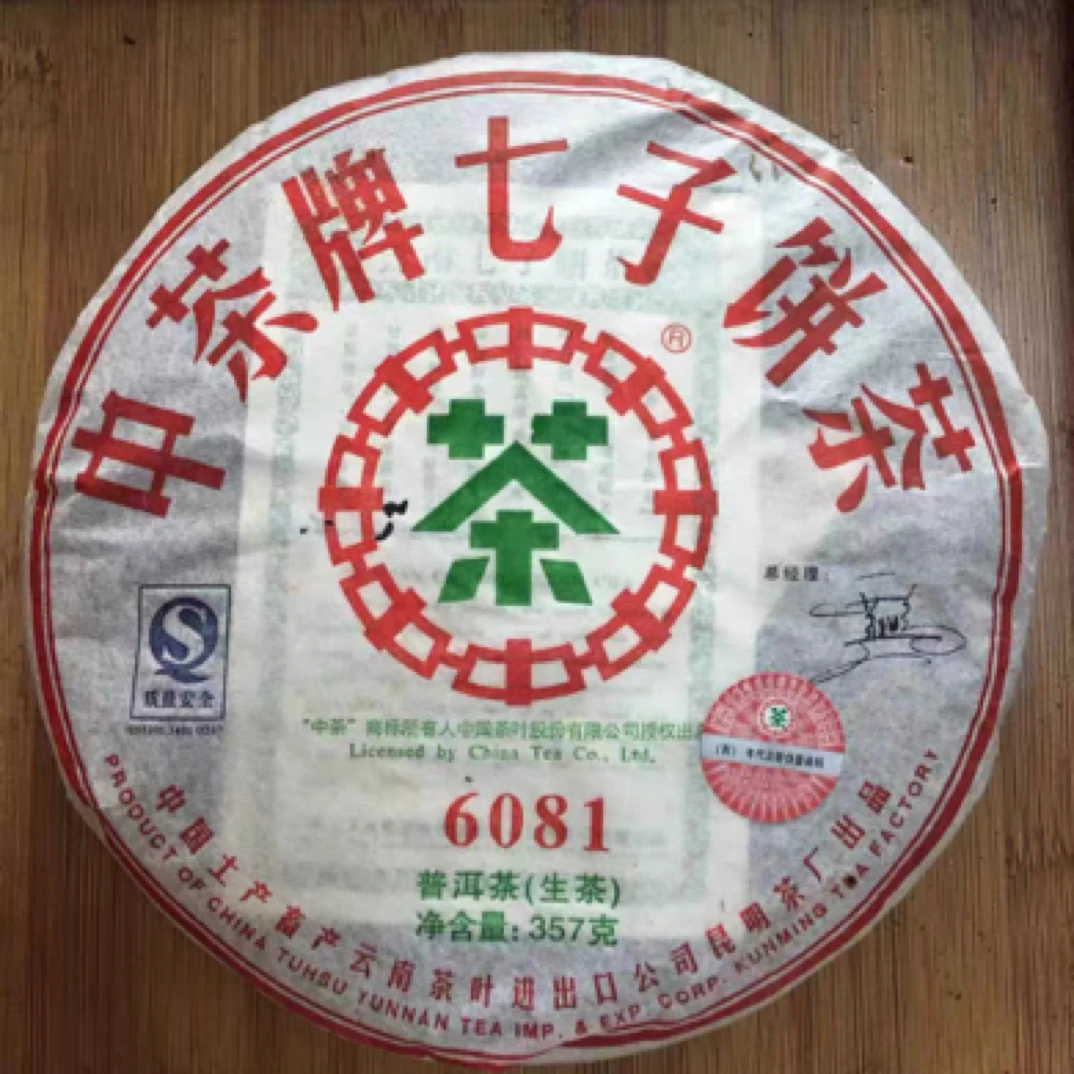 中茶牌七子饼茶
®
茶
总经理:
质量安全
茶
"中茶"商标所有人中国茶叶股份有限公司授权出
Licensed by China Tea Co., Ltd.
6081
普洱茶(生茶)
净含量:357克
中国土产畜产云南茶叶进出口公司昆明茶厂出品
PRODUCT OF CHINA TUHSU YUNNAN TEA IMP. & EXP. CORP. KUNMING TEA FACTORY